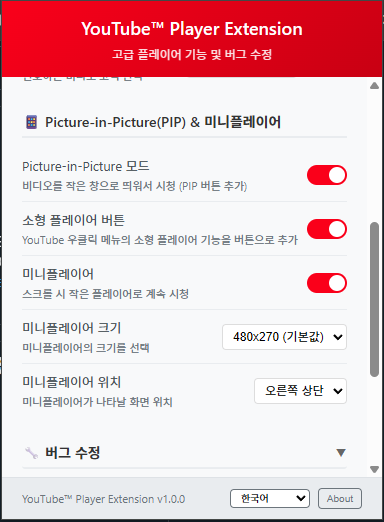 YouTube™ Player Extension
고급 플레이어 기능 및 버그 수정
Picture-in-Picture(PIP) & 미니플레이어
Picture-in-Picture 모드
비디오를 작은 창으로 띄워서 시청 (PIP 버튼 추가)
소형 플레이어 버튼
YouTube 우클릭 메뉴의 소형 플레이어 기능을 버튼으로 추가
미니플레이어
스크롤 시 작은 플레이어로 계속 시청
미니플레이어 크기
480x270 (기본값)
미니플레이어의 크기를 선택
미니플레이어 위치
오른쪽 상단
미니플레이어가 나타날 화면 위치
버그 수정
YouTube™ Player Extension v1.0.0
한국어
About